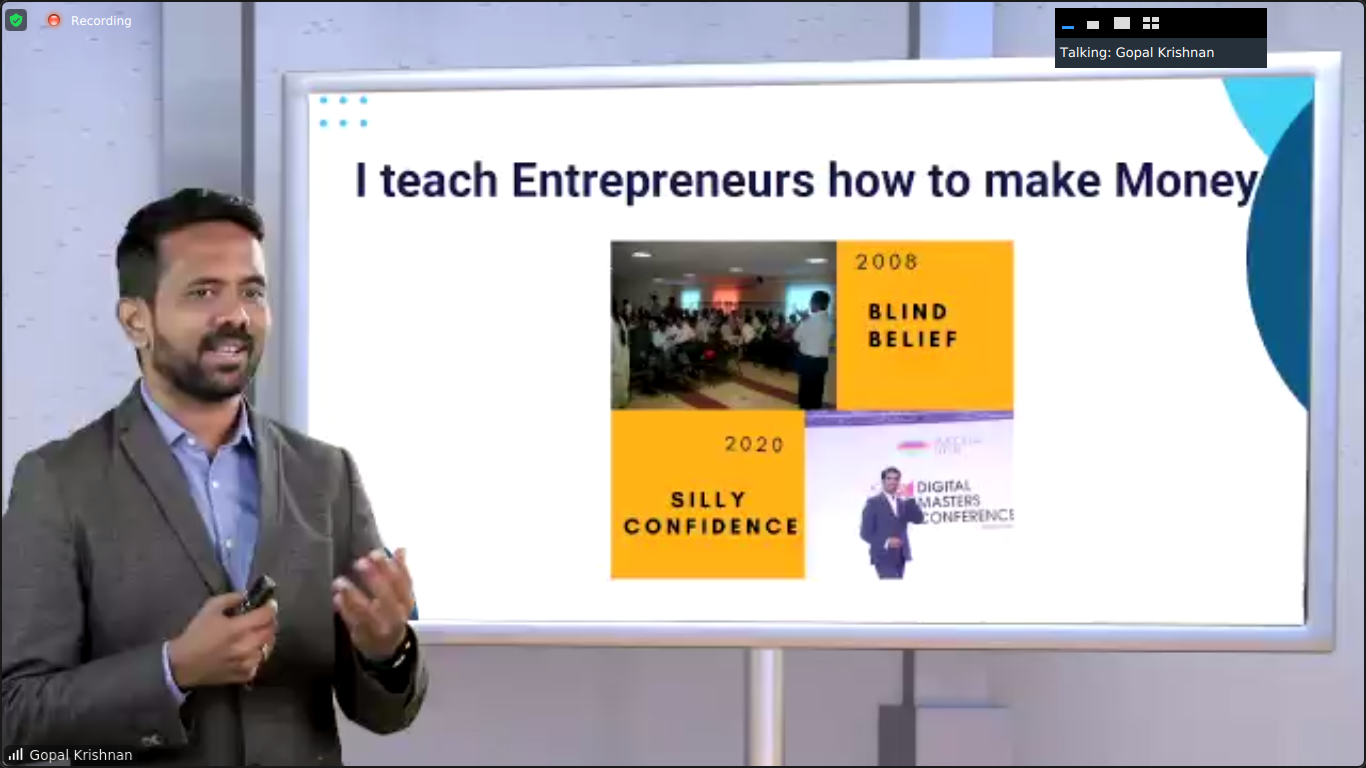 Recording
Talking: Gopal Krishnan
I teach Entrepreneurs how to make Money
2008
BLIND
BELIEF
2020
SILLY
CONFIDENCE
DIGITAL
MASTERS
CONFERENCE
Gopal Krishnan